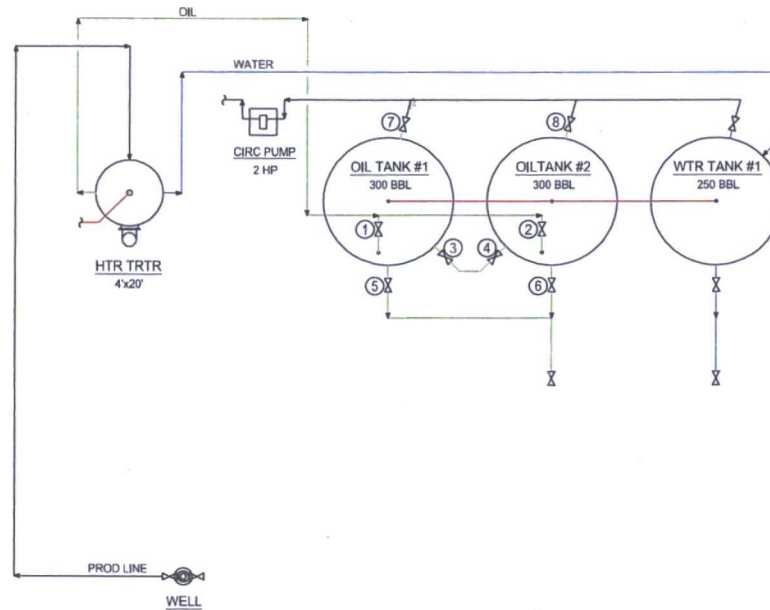 OIL
WATER
7
8
CIRC PUMP
2 HP
OIL TANK #1
300 BBL
OILTANK #2
300 BBL
WTR TANK #1
250 BBL
1
2
3
4
HTR TRTR
4'x20'
5
6
PROD LINE
WELL